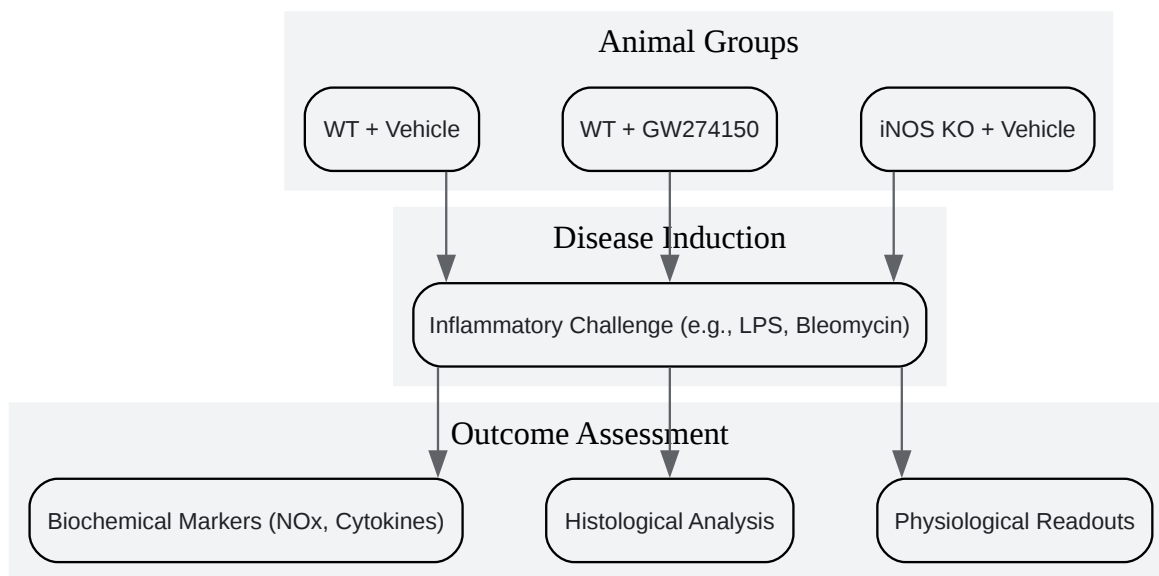 Animal Groups
WT + Vehicle
WT + GW274150
iNOS KO + Vehicle
Disease Induction
Inflammatory Challenge (e.g., LPS, Bleomycin)
Outcome Assessment
Biochemical Markers (NOx, Cytokines)
Histological Analysis
Physiological Readouts